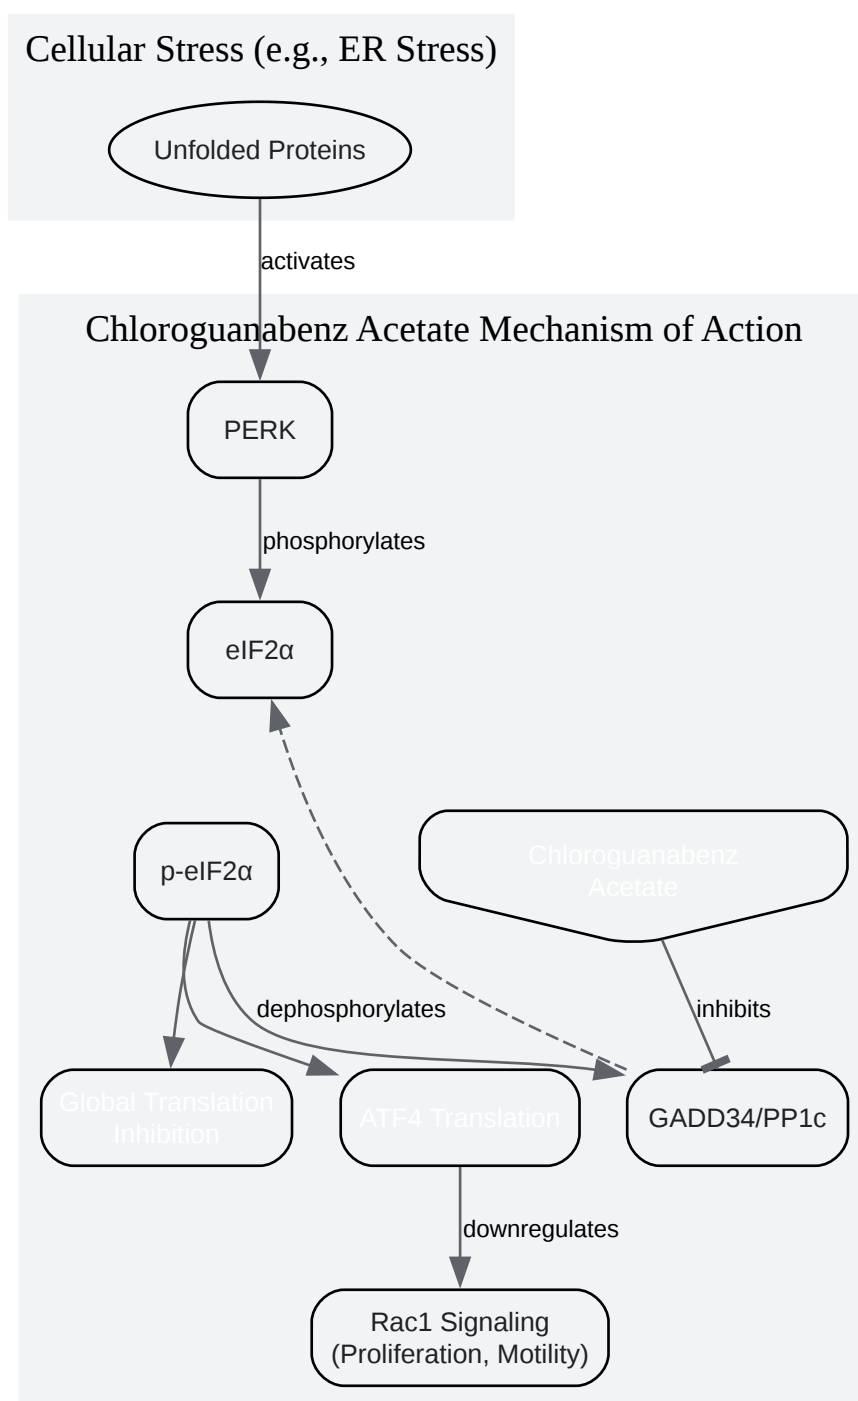 Cellular Stress (e.g., ER Stress)
Unfolded Proteins
activates
Chloroguanabenz Acetate Mechanism of Action
PERK
phosphorylates
eIF2α
p-eIF2α
Chloroguanabenz
Acetate
dephosphorylates
inhibits
Global Translation
Inhibition
ATF4 Translation
GADD34/PP1c
downregulates
Rac1 Signaling
(Proliferation, Motility)